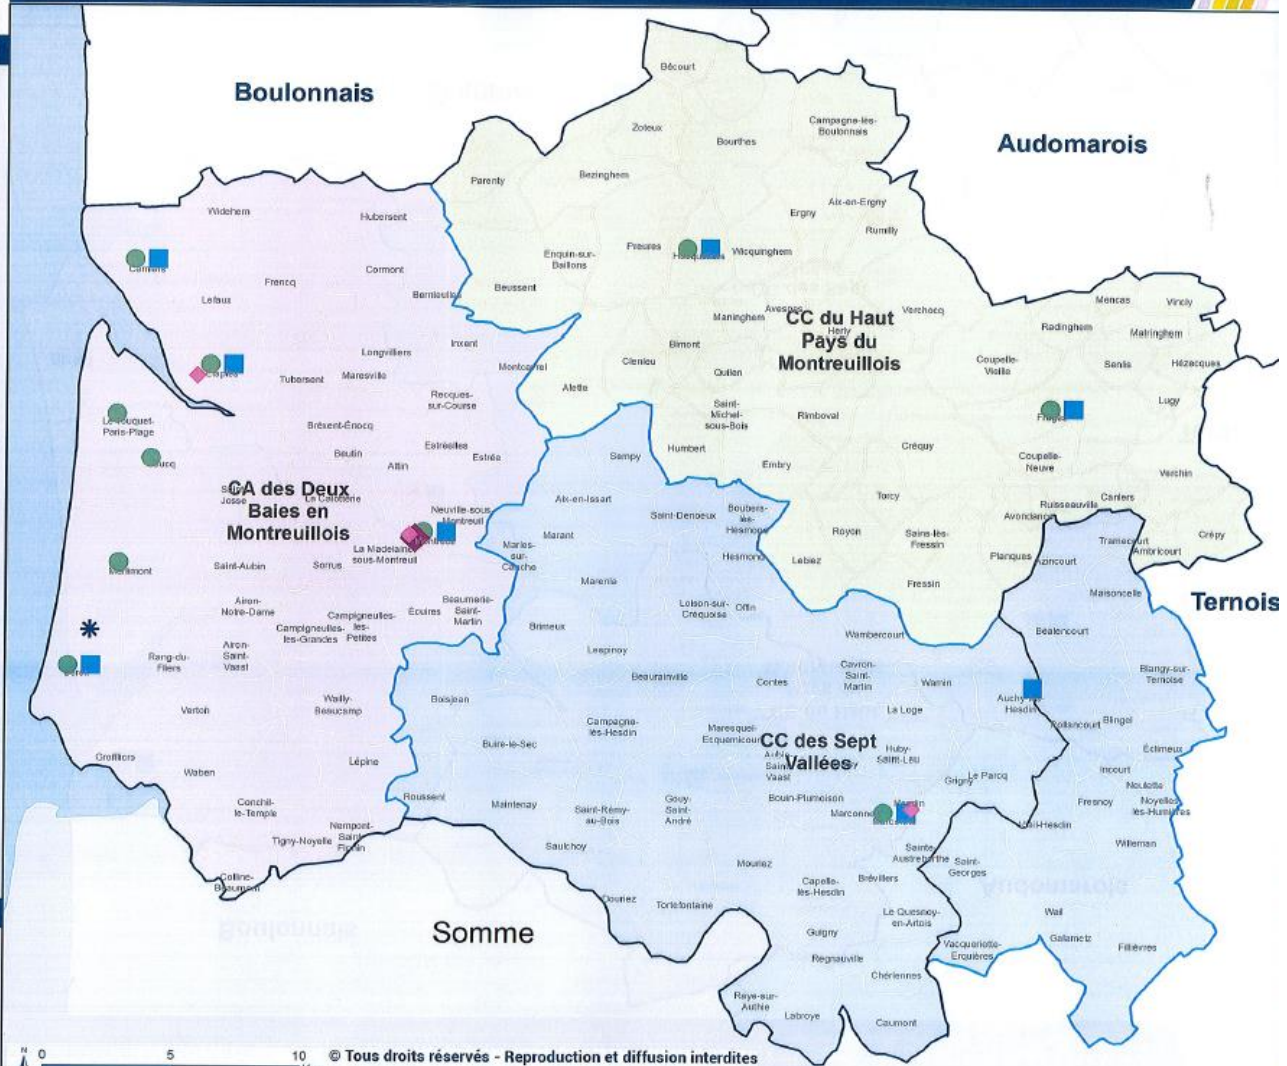 Boulonnais
Audomarois
Ternois
Somme
CA des Deux
Baies en
Montreuillois
CC du Haut
Pays du
Montreuillois
CC des Sept
Vallées
Bécourt
Zoteux
Bourthes
Campagne-lès-
Boulonnais
Parenty
Bezinghem
Aix-en-Ergny
Ergny
Rumilly
Widehem
Hubersent
Enquin-sur-
Baillons
Preures
Wicquinghem
Cormont
Frencq
Beussent
Bernieulles
Lefaux
Maninghem
Verchocq
Mencas
Vincly
Radinghem
Matringhem
Herly
Inxent
Bimont
Longvilliers
Clenleu
Montcavrel
Coupelle-
Vieille
Senlis
Hézecques
Tubersent
Maresville
Quilen
Alette
Recques-
sur-Course
Lugy
Saint-
Michel-
sous-Bois
Rimboval
Le Touquet-
Paris-Plage
Bréxent-Énocq
Estréelles
Estrée
Créquy
Humbert
Beutin
Attin
Sempy
Embry
Coupelle-
Neuve
Verchin
Aix-en-Issart
Torcy
Canlers
Ruisseauville
Saint-Denoeux
Neuville-sous-
Montreuil
Marant
Royon
Sains-lès-
Fressin
Crépy
Tramecourt
Ambricourt
Marles-
sur-
Canche
La Madelaine-
sous-Montreuil
Hesmond
Lebiez
Planques
Azincourt
Saint-Aubin
Sorrus
Marenla
Fressin
Maisoncelle
Airon-
Notre-Dame
Campigneulles-
les-Grandes
Campigneulles-
les-
Petites
Écuires
Beaumerie-
Saint-
Martin
Loison-sur-
Créquoise
Offin
Brimeux
Wambercourt
Béalencourt
Airon-
Saint-
Vaast
Rang-du-
Fliers
Lespinoy
Beaurainville
Contes
Cavron-
Saint-
Martin
Wamin
Blangy-sur-
Ternoise
Verton
Wailly-
Beaucamp
Boisjean
La Loge
Campagne-
lès-Hesdin
Blingel
Buire-le-Sec
Huby-
Saint-Leu
Éclimeux
Groffliers
Waben
Lépine
Grigny
Le Parcq
Incourt
Noulette
Roussent
Maintenay
Bouin-Plumoison
Fresnoy
Noyelles-
lès-Humières
Conchil-
le-Temple
Saint-Rémy-
au-Bois
Gouy-
Saint-
André
Tigny-Noyelle
Nempont-
Saint-
Firmin
Saulchoy
Willeman
Mouriez
Sainte-
Austreberthe
Saint-
Georges
Colline-
Beaumont
Capelle-
lès-Hesdin
Brévillers
Douriez
Tortefontaine
Le Quesnoy-
en-Artois
Wail
Guigny
Galametz
Fillièvres
Vacqueriette-
Erquières
Regnauville
Chériennes
Raye-sur-
Authie
Labroye
Caumont
N
0 5 10
© Tous droits réservés - Reproduction et diffusion interdites